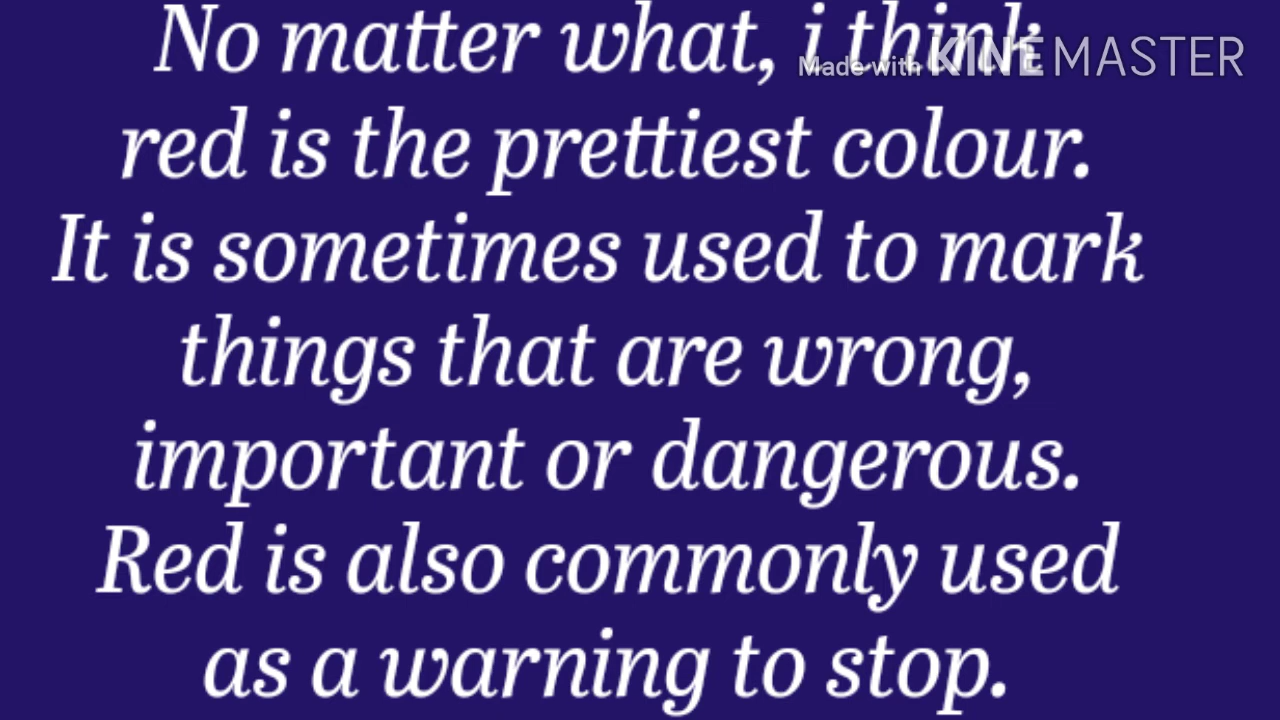 No matter what, i think
Made with KINEMASTER
red is the prettiest colour.
It is sometimes used to mark
things that are wrong,
important or dangerous.
Red is also commonly used
as a warning to stop.